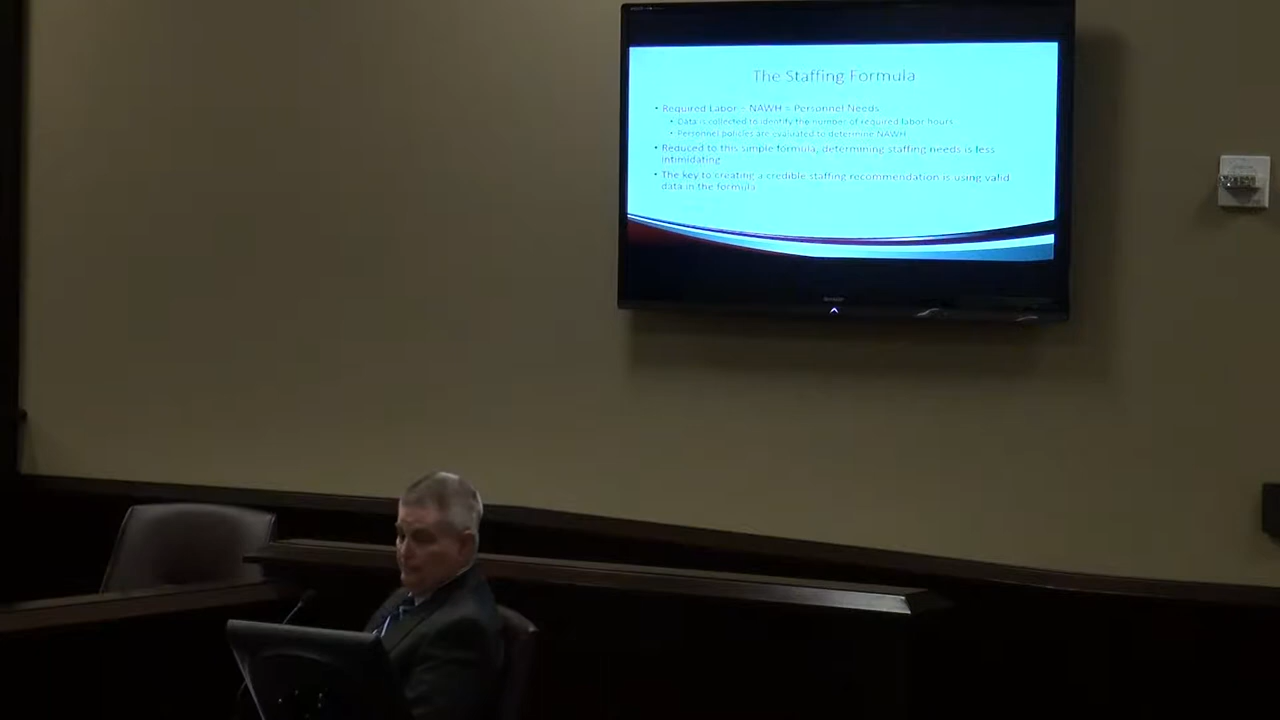 The Staffing Formula
• Required Labor ÷ NAWH = Personnel Needs
• Data is collected to identify the number of required labor hours
• Personnel policies are evaluated to determine NAWH
• Reduced to this simple formula, determining staffing needs is less
intimidating
• The key to creating a credible staffing recommendation is using valid
data in the formula
SHARP